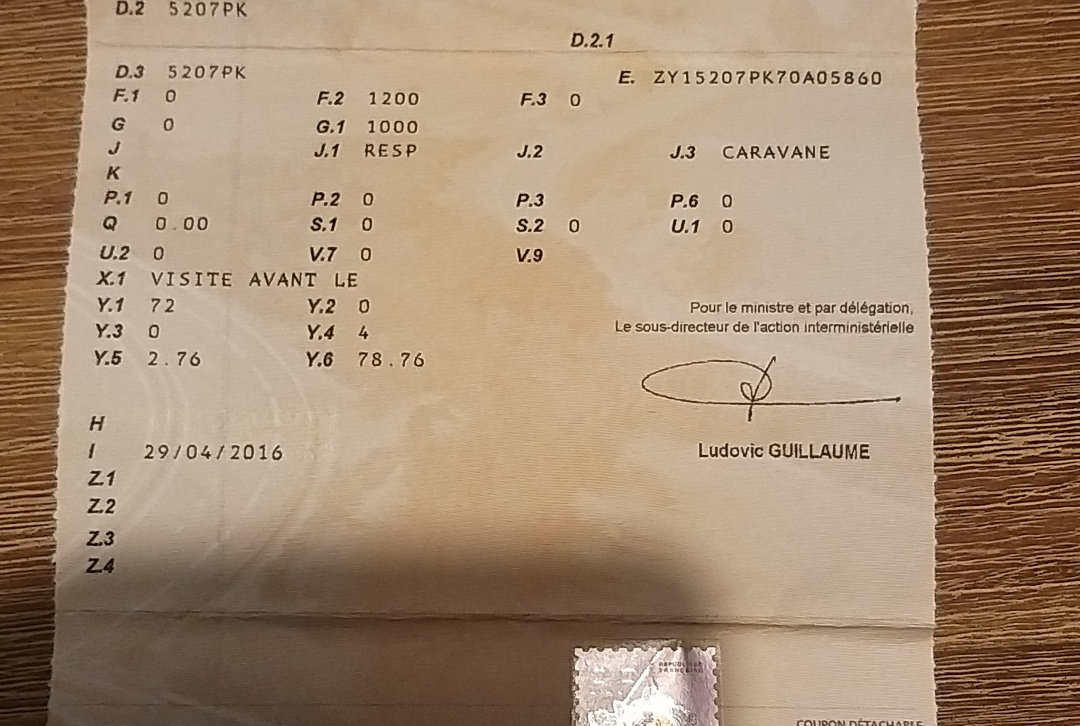 D.2 5207PK
D.2.1
D.3 5207PK E. ZY15207PK70A05860
F.1 0 F.2 1200 F.3 0
G 0 G.1 1000
J J.1 RESP J.2 J.3 CARAVANE
K
P.1 0 P.2 0 P.3 P.6 0
Q 0.00 S.1 0 S.2 0 U.1 0
U.2 0 V.7 0 V.9
X.1 VISITE AVANT LE
Y.1 72 Y.2 0
Pour le ministre et par délégation,
Y.3 0 Y.4 4
Le sous-directeur de l'action interministérielle
Y.5 2.76 Y.6 78.76
H
I 29/04/2016
Ludovic GUILLAUME
Z.1
Z.2
Z.3
Z.4
RÉPUBLIQUE
FRANÇAISE
COUPON DÉTACHABLE